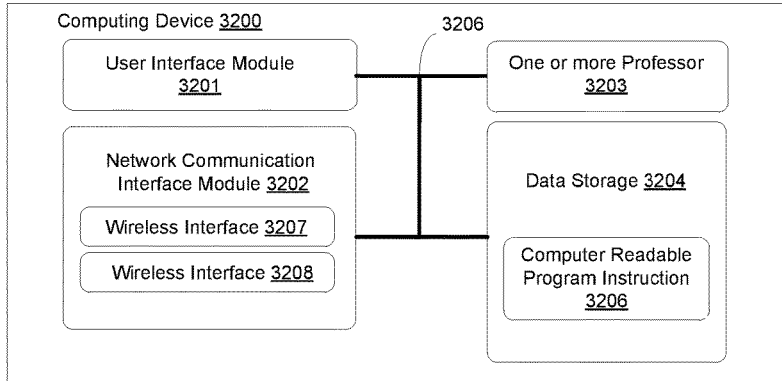 Computing Device 3200
3206
User Interface Module
3201
One or more Professor
3203
Network Communication
Interface Module 3202
Wireless Interface 3207
Wireless Interface 3208
Data Storage 3204
Computer Readable
Program Instruction
3206